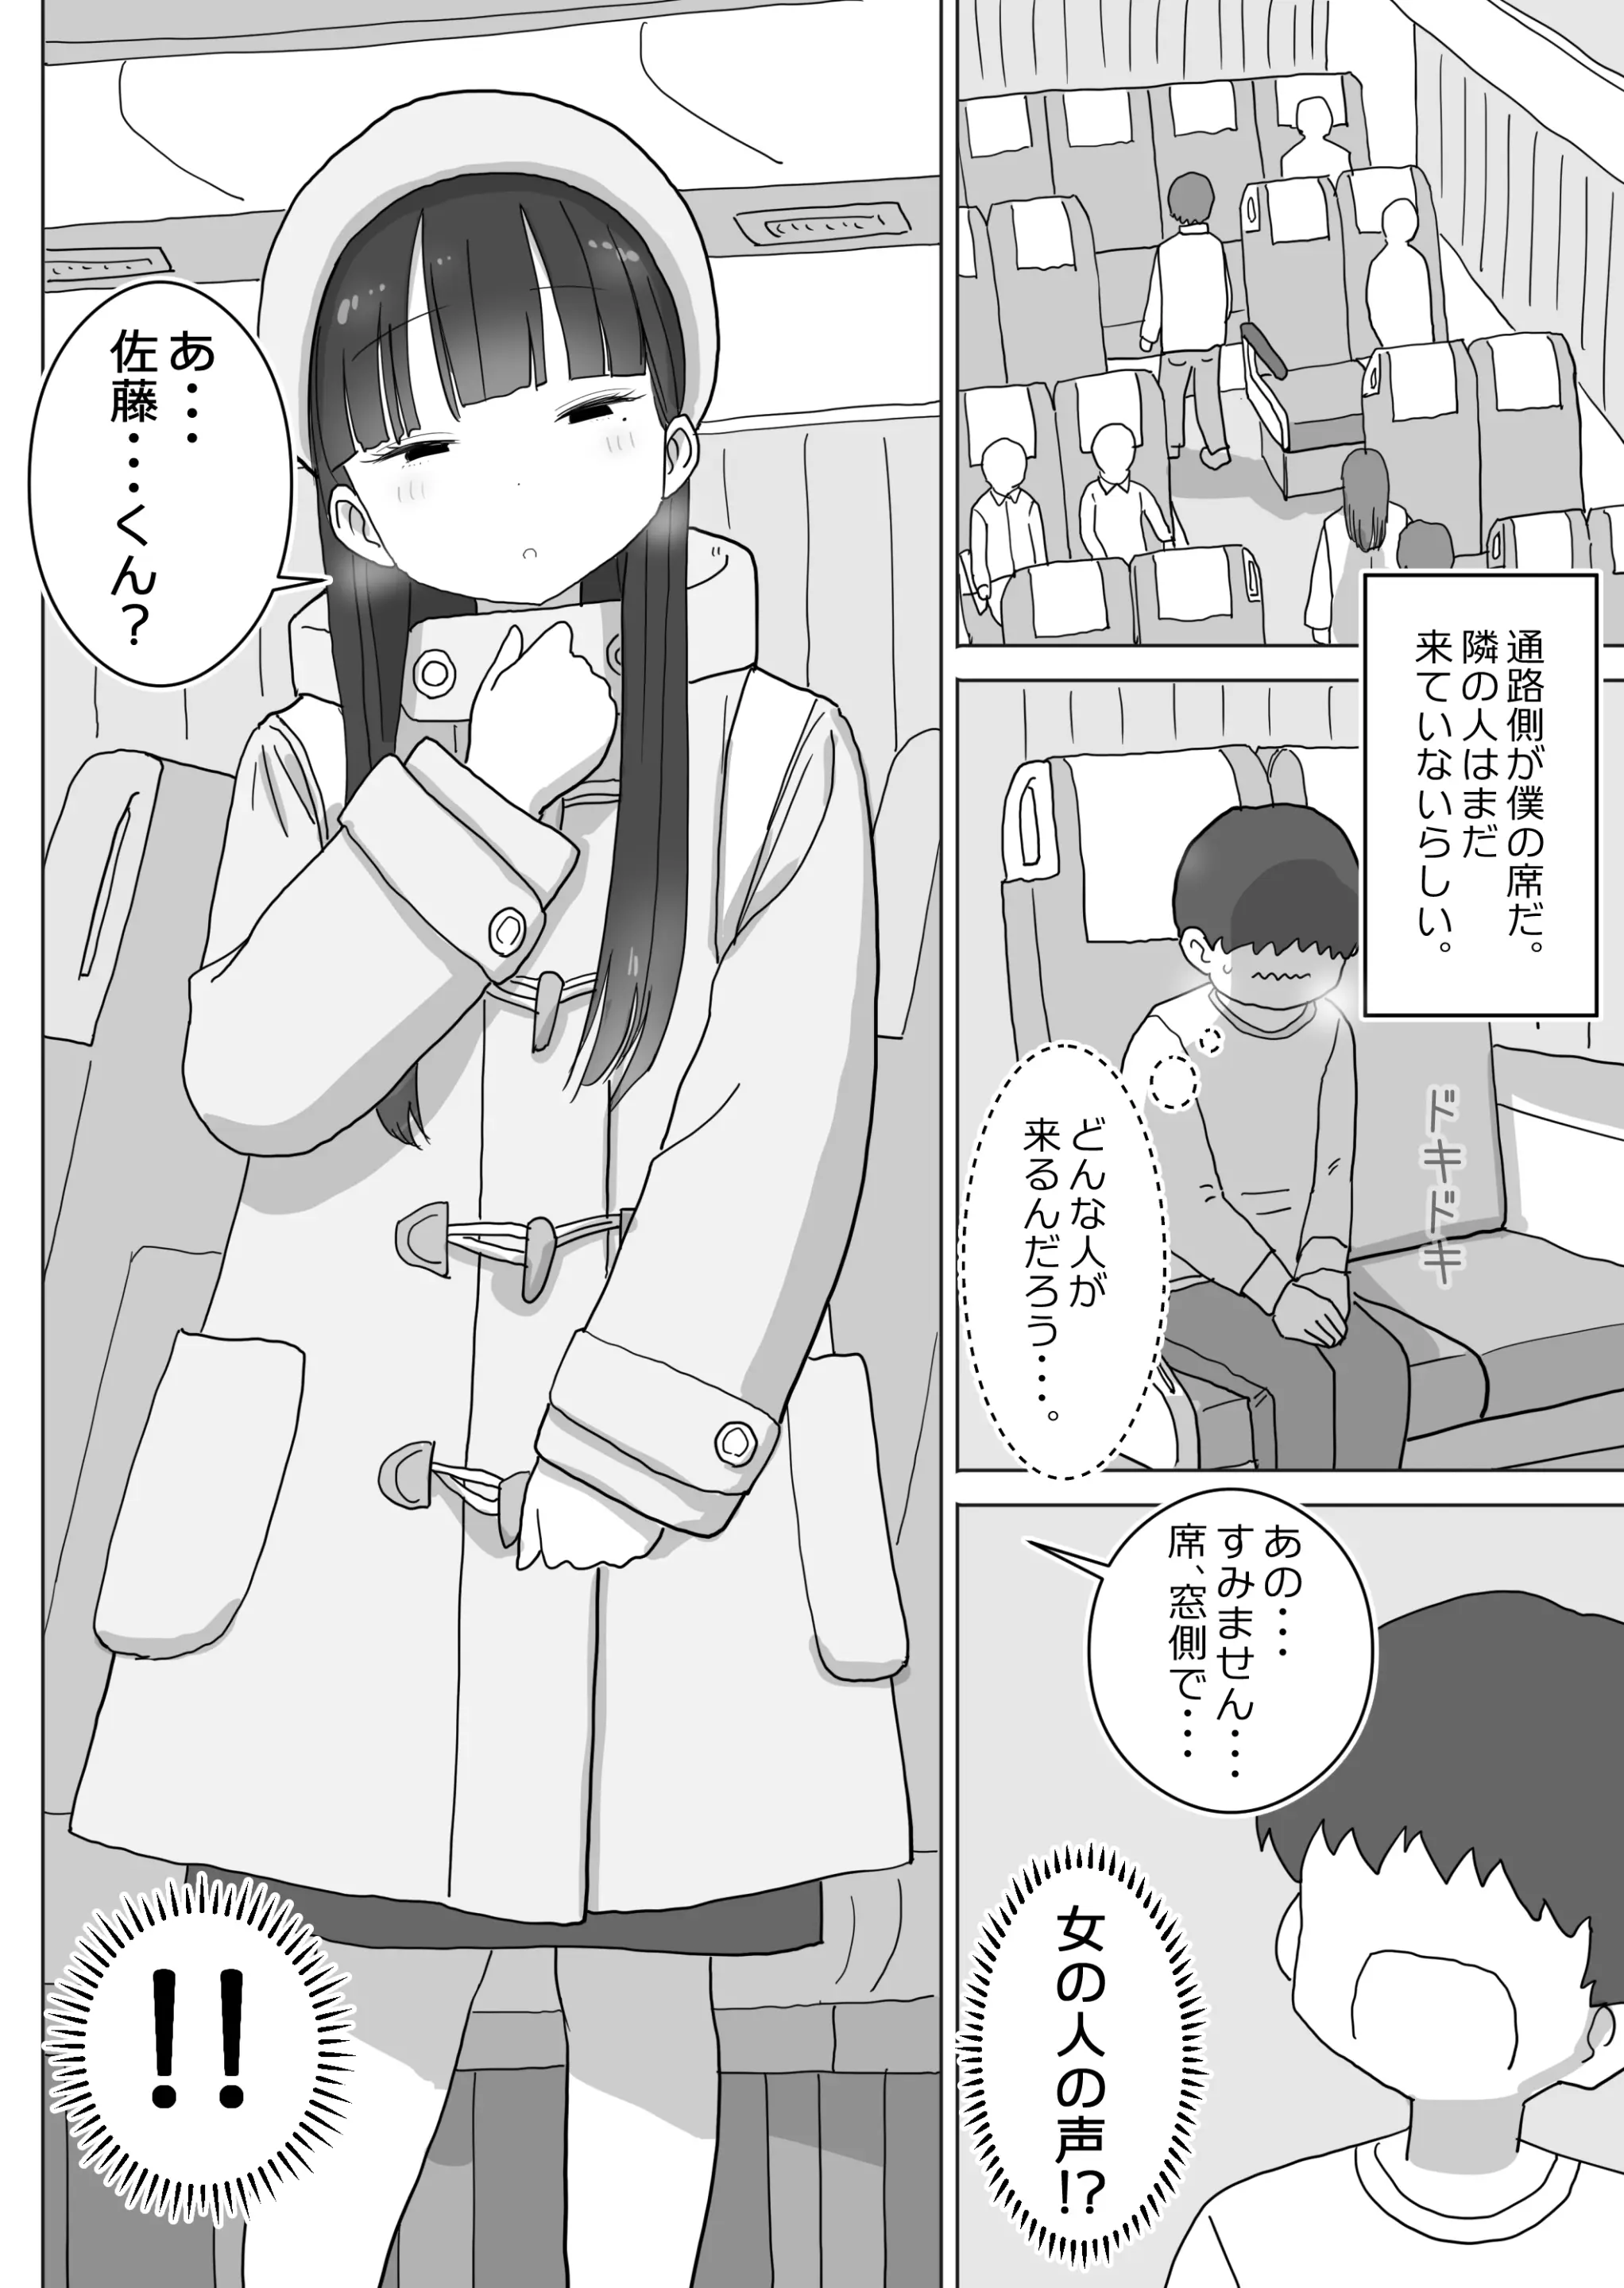 通路側が僕の席だ。
隣の人はまだ
来ていないらしい。
どんな人が
来るんだろう・・・。
ドキドキ
あの・・・
すみません・・・
席、窓側で・・・
女の人の声!?
あ・・・
佐藤・・・くん?
!!